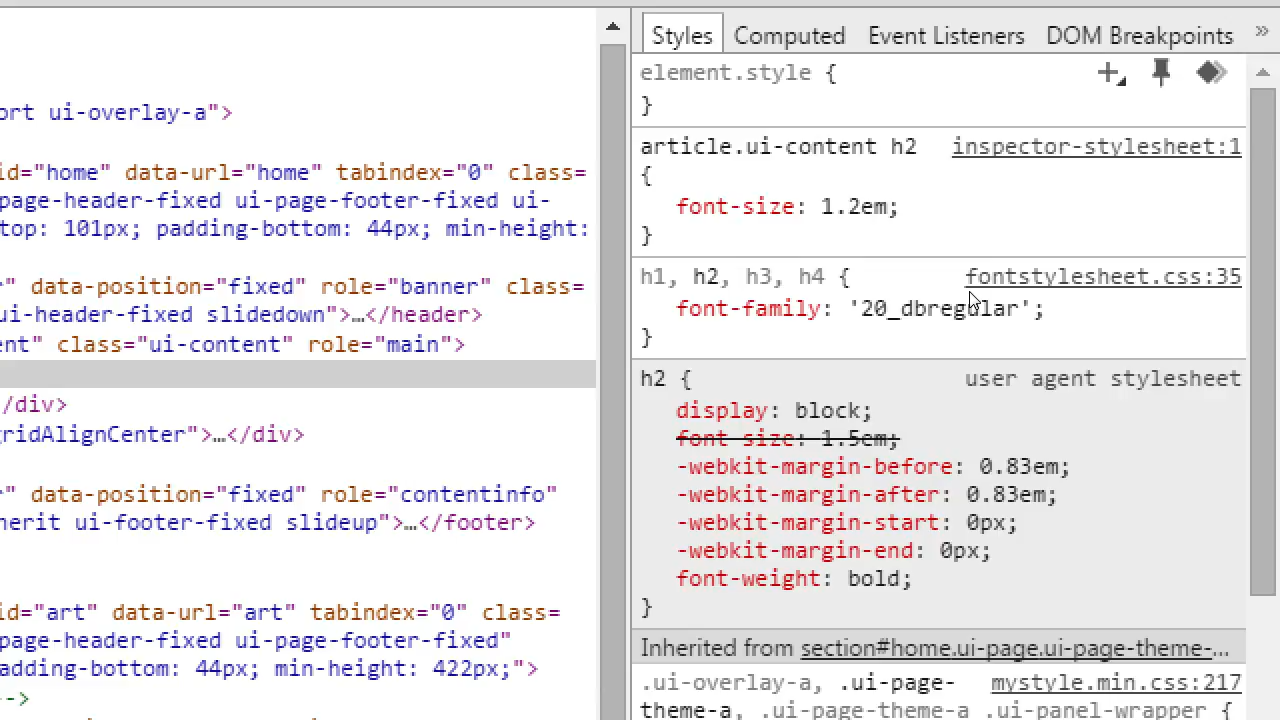 ort ui-overlay-a">
id="home" data-url="home" tabindex="0" class=
page-header-fixed ui-page-footer-fixed ui-
top: 101px; padding-bottom: 44px; min-height:
" data-position="fixed" role="banner" class=
ui-header-fixed slidedown">…</header>
ent" class="ui-content" role="main">
/div>
ridAlignCenter">…</div>
" data-position="fixed" role="contentinfo"
herit ui-footer-fixed slideup">…</footer>
id="art" data-url="art" tabindex="0" class=
page-header-fixed ui-page-footer-fixed"
adding-bottom: 44px; min-height: 422px;">
-->
Styles Computed Event Listeners DOM Breakpoints »
element.style {
}
article.ui-content h2 inspector-stylesheet:1
{
font-size: 1.2em;
}
h1, h2, h3, h4 { fontstylesheet.css:35
font-family: '20_dbregular';
}
h2 { user agent stylesheet
display: block;
font-size: 1.5em;
-webkit-margin-before: 0.83em;
-webkit-margin-after: 0.83em;
-webkit-margin-start: 0px;
-webkit-margin-end: 0px;
font-weight: bold;
}
Inherited from section#home.ui-page.ui-page-theme-…
.ui-overlay-a, .ui-page- mystyle.min.css:217
theme-a, .ui-page-theme-a .ui-panel-wrapper {